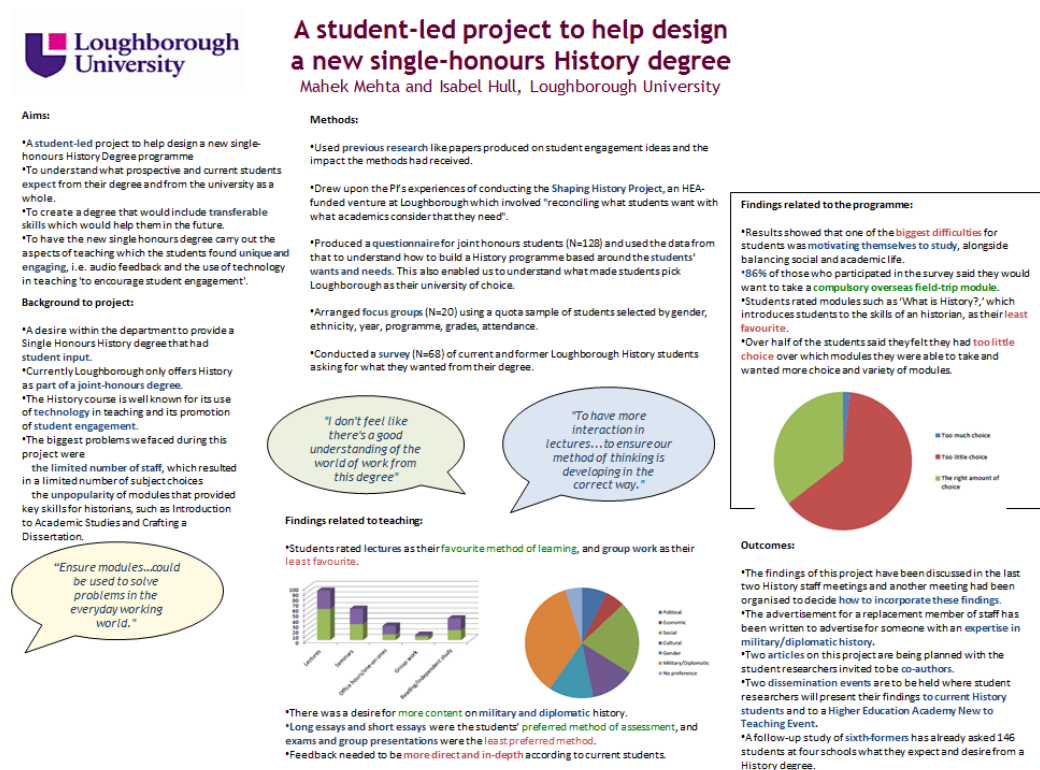 Loughborough
University
A student-led project to help design
a new single-honours History degree
Mahek Mehta and Isabel Hull, Loughborough University
Aims:
•A student-led project to help design a new single-
honours History Degree programme
•To understand what prospective and current students
expect from their degree and from the university as a
whole.
•To create a degree that would include transferable
skills which would help them in the future.
•To have the new single honours degree carry out the
aspects of teaching which the students found unique and
engaging, i.e. audio feedback and the use of technology
in teaching 'to encourage student engagement'.
Background to project:
•A desire within the department to provide a
Single Honours History degree that had
student input.
•Currently Loughborough only offers History
as part of a joint-honours degree.
•The History course is well known for its use
of technology in teaching and its promotion
of student engagement.
•The biggest problems we faced during this
project were
the limited number of staff, which resulted
in a limited number of subject choices
the unpopularity of modules that provided
key skills for historians, such as Introduction
to Academic Studies and Crafting a
Dissertation.
"Ensure modules...could
be used to solve
problems in the
everyday working
world."
Methods:
•Used previous research like papers produced on student engagement ideas and the
impact the methods had received.
•Drew upon the PI's experiences of conducting the Shaping History Project, an HEA-
funded venture at Loughborough which involved "reconciling what students want with
what academics consider that they need".
•Produced a questionnaire for joint honours students (N=128) and used the data from
that to understand how to build a History programme based around the students'
wants and needs. This also enabled us to understand what made students pick
Loughborough as their university of choice.
•Arranged focus groups (N=20) using a quota sample of students selected by gender,
ethnicity, year, programme, grades, attendance.
•Conducted a survey (N=68) of current and former Loughborough History students
asking for what they wanted from their degree.
"I don't feel like
there's a good
understanding of the
world of work from
this degree"
"To have more
interaction in
lectures...to ensure our
method of thinking is
developing in the
correct way."
Findings related to teaching:
•Students rated lectures as their favourite method of learning, and group work as their
least favourite.
100
90
80
70
60
50
40
30
20
10
0
Lectures
Seminars
Office hours/one-on-ones
Group work
Reading/independent study
Political
Economic
Social
Cultural
Gender
Military/Diplomatic
No preference
•There was a desire for more content on military and diplomatic history.
•Long essays and short essays were the students' preferred method of assessment, and
exams and group presentations were the least preferred method.
•Feedback needed to be more direct and in-depth according to current students.
Findings related to the programme:
•Results showed that one of the biggest difficulties for
students was motivating themselves to study, alongside
balancing social and academic life.
•86% of those who participated in the survey said they would
want to take a compulsory overseas field-trip module.
•Students rated modules such as 'What is History?,' which
introduces students to the skills of an historian, as their least
favourite.
•Over half of the students said they felt they had too little
choice over which modules they were able to take and
wanted more choice and variety of modules.
Too much choice
Too little choice
The right amount of
choice
Outcomes:
•The findings of this project have been discussed in the last
two History staff meetings and another meeting had been
organised to decide how to incorporate these findings.
•The advertisement for a replacement member of staff has
been written to advertise for someone with an expertise in
military/diplomatic history.
•Two articles on this project are being planned with the
student researchers invited to be co-authors.
•Two dissemination events are to be held where student
researchers will present their findings to current History
students and to a Higher Education Academy New to
Teaching Event.
•A follow-up study of sixth-formers has already asked 146
students at four schools what they expect and desire from a
History degree.